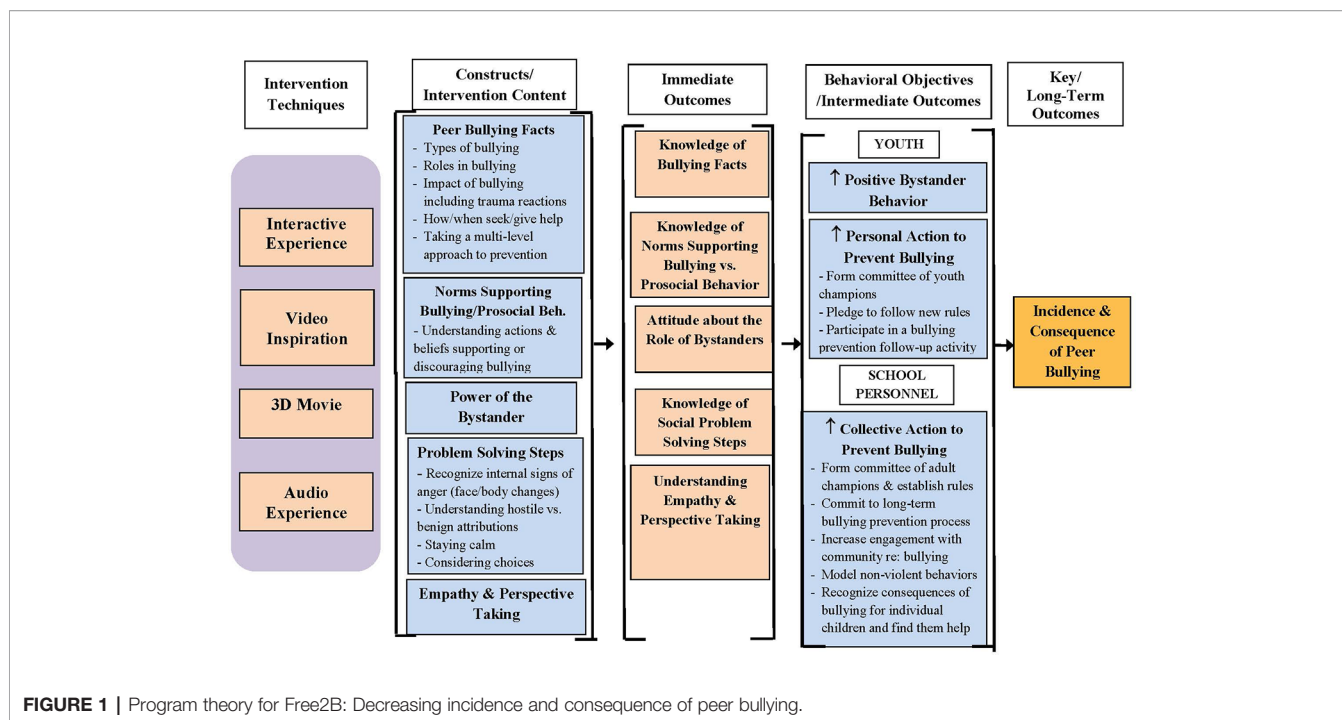 Intervention
Techniques
Interactive
Experience
Video
Inspiration
3D Movie
Audio
Experience
Constructs/
Intervention Content
Peer Bullying Facts
- Types of bullying
- Roles in bullying
- Impact of bullying
including trauma reactions
- How/when seek/give help
- Taking a multi-level
approach to prevention
Norms Supporting
Bullying/Prosocial Beh.
- Understanding actions &
beliefs supporting or
discouraging bullying
Power of the
Bystander
Problem Solving Steps
- Recognize internal signs of
anger (face/body changes)
- Understanding hostile vs.
benign attributions
- Staying calm
- Considering choices
Empathy & Perspective
Taking
Immediate
Outcomes
Knowledge of
Bullying Facts
Knowledge of
Norms Supporting
Bullying vs.
Prosocial Behavior
Attitude about the
Role of Bystanders
Knowledge of
Social Problem
Solving Steps
Understanding
Empathy &
Perspective Taking
Behavioral Objectives
/Intermediate Outcomes
YOUTH
↑ Positive Bystander
Behavior
↑ Personal Action to
Prevent Bullying
- Form committee of youth
champions
- Pledge to follow new rules
- Participate in a bullying
prevention follow-up activity
SCHOOL
PERSONNEL
↑ Collective Action to
Prevent Bullying
- Form committee of adult
champions & establish rules
- Commit to long-term
bullying prevention process
- Increase engagement with
community re: bullying
- Model non-violent behaviors
- Recognize consequences of
bullying for individual
children and find them help
Key/
Long-Term
Outcomes
Incidence &
Consequence
of Peer
Bullying
FIGURE 1 | Program theory for Free2B: Decreasing incidence and consequence of peer bullying.